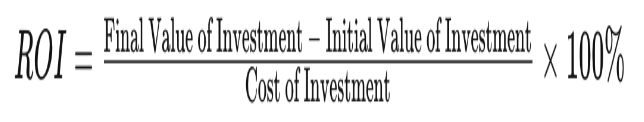 ROI = Final Value of Investment − Initial Value of Investment / Cost of Investment × 100%